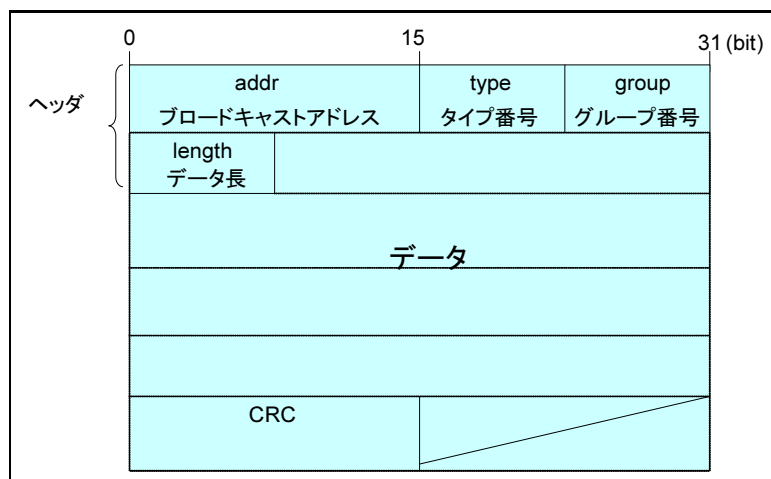 0 15 31 (bit)
ヘッダ
addr type group
ブロードキャストアドレス タイプ番号 グループ番号
length
データ長
データ
CRC